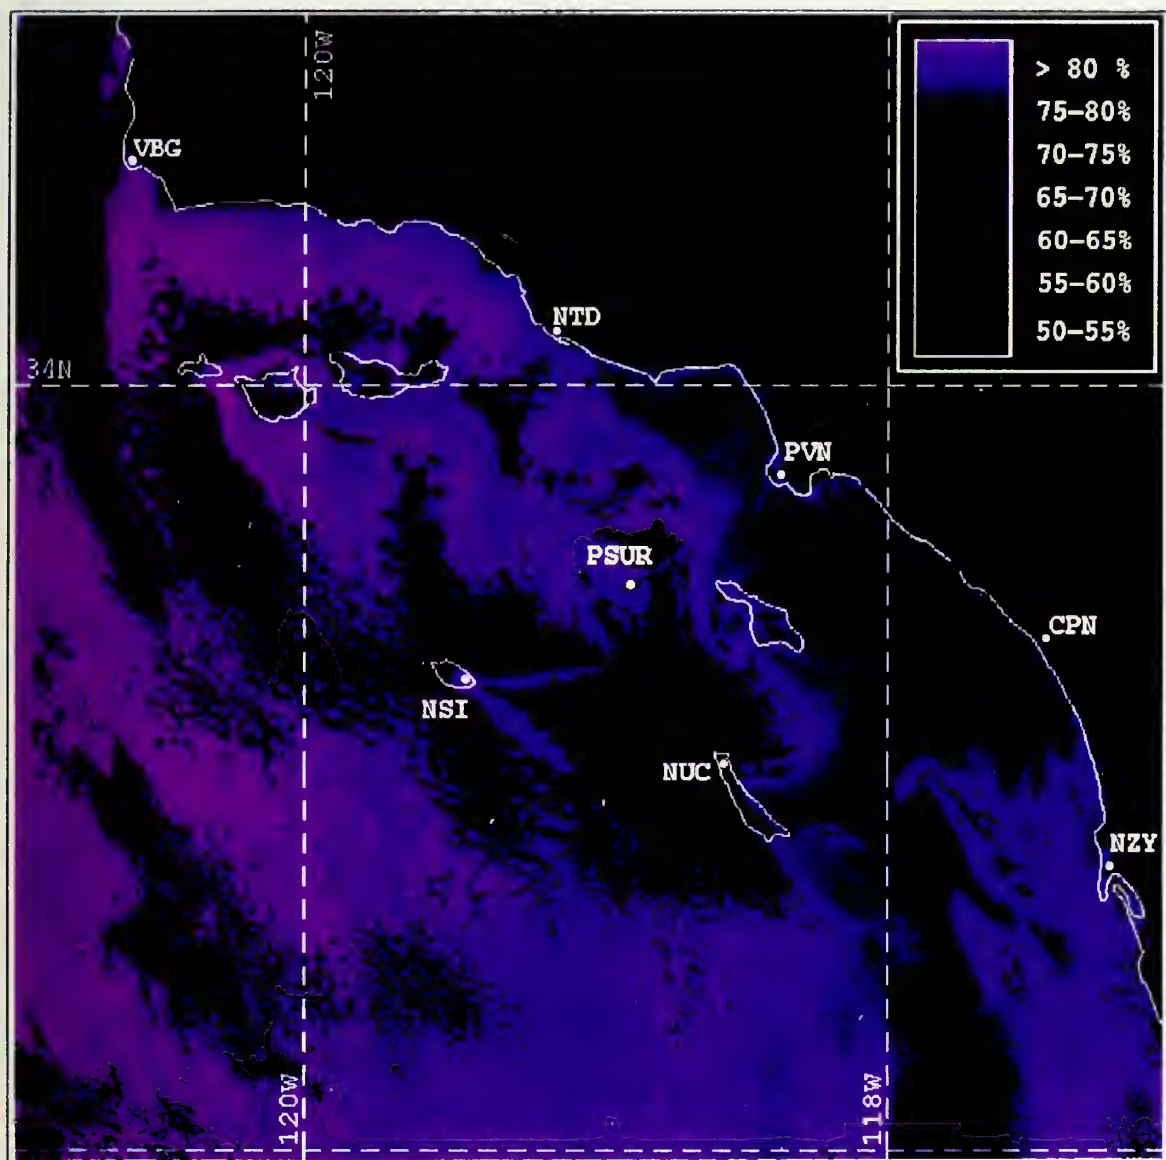 120W
> 80 %
75-80%
70-75%
65-70%
60-65%
55-60%
50-55%
VBG
NTD
34N
PVN
PSUR
CPN
NSI
NUC
NZY
120W
118W